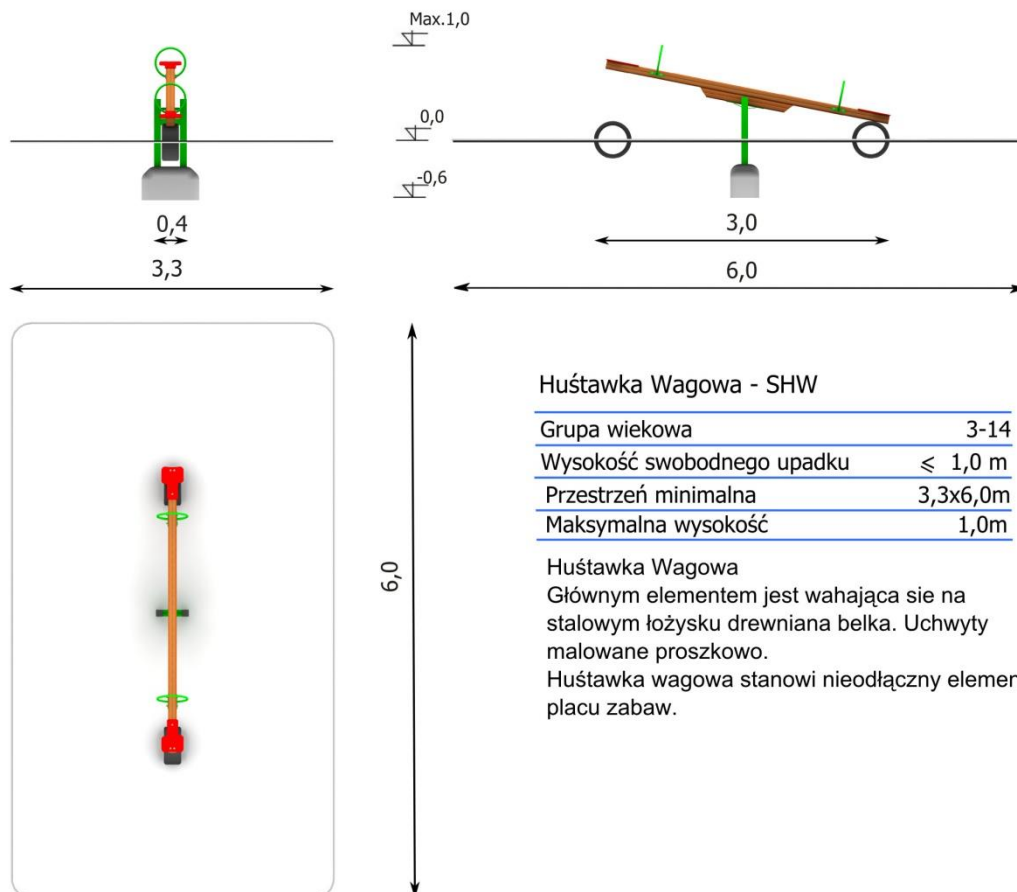 Max.1,0
0,0
-0,6
0,4
3,3
3,0
6,0
6,0
Huśtawka Wagowa - SHW
Grupa wiekowa 3-14
Wysokość swobodnego upadku ⩽ 1,0 m
Przestrzeń minimalna 3,3x6,0m
Maksymalna wysokość 1,0m
Huśtawka Wagowa
Głównym elementem jest wahająca sie na
stalowym łożysku drewniana belka. Uchwyty
malowane proszkowo.
Huśtawka wagowa stanowi nieodłączny elemen
placu zabaw.